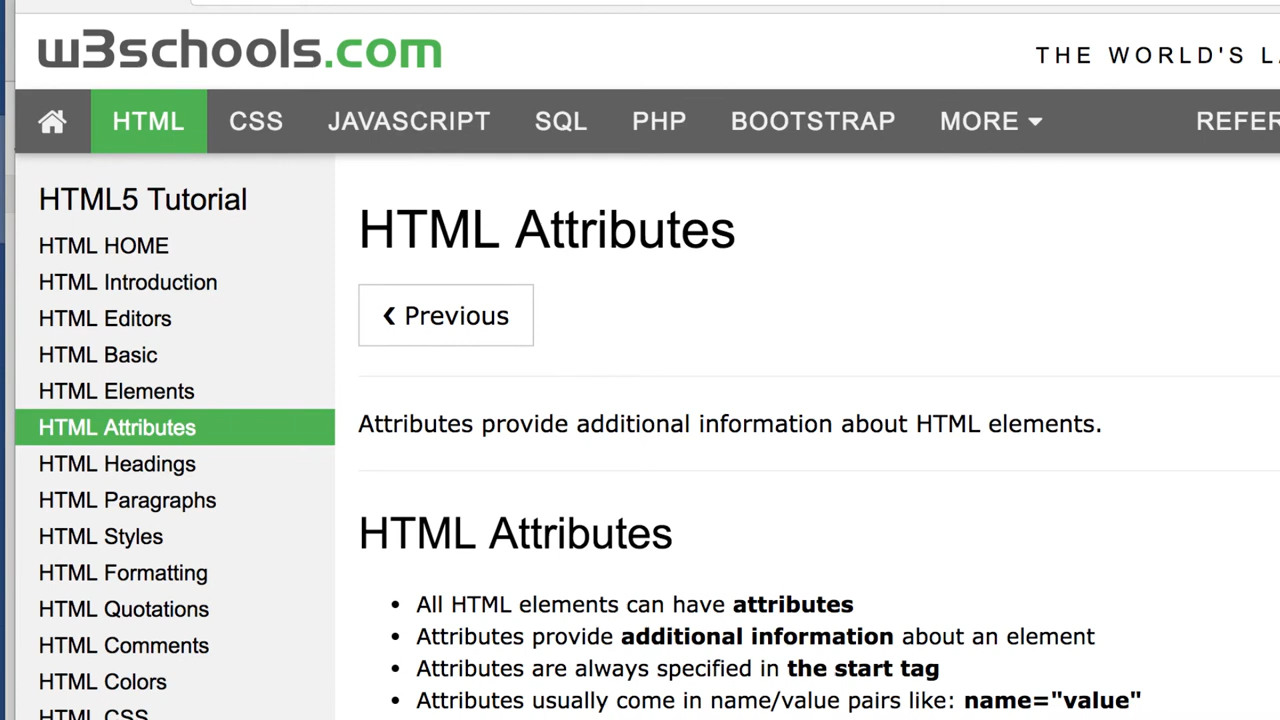 w3schools.com
THE WORLD'S
HTML CSS JAVASCRIPT SQL PHP BOOTSTRAP MORE REFER
HTML5 Tutorial
HTML HOME
HTML Introduction
HTML Editors
HTML Basic
HTML Elements
HTML Attributes
HTML Headings
HTML Paragraphs
HTML Styles
HTML Formatting
HTML Quotations
HTML Comments
HTML Colors
HTML CSS
HTML Attributes
❮ Previous
Attributes provide additional information about HTML elements.
HTML Attributes
• All HTML elements can have attributes
• Attributes provide additional information about an element
• Attributes are always specified in the start tag
• Attributes usually come in name/value pairs like: name="value"